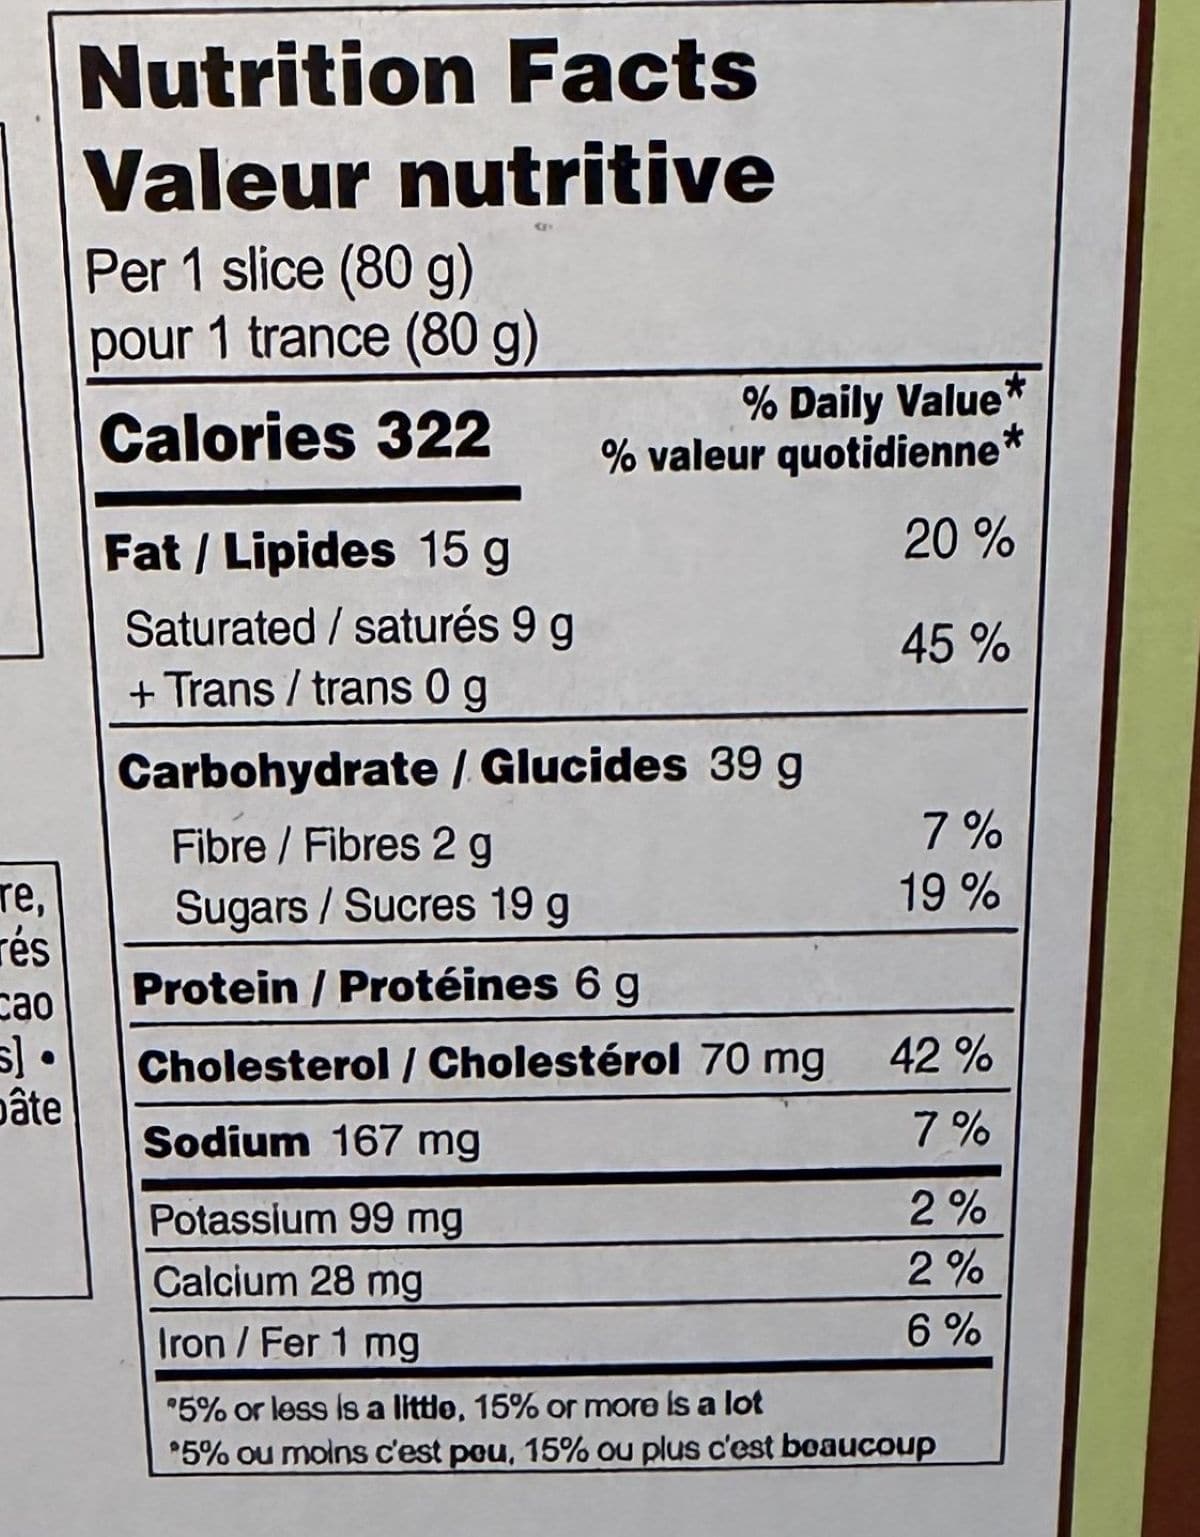 Nutrition Facts
Valeur nutritive
Per 1 slice (80 g)
pour 1 trance (80 g)
% Daily Value*
Calories 322
% valeur quotidienne*
Fat / Lipides 15 g 20 %
Saturated / saturés 9 g 45 %
+ Trans / trans 0 g
Carbohydrate / Glucides 39 g
Fibre / Fibres 2 g 7 %
Sugars / Sucres 19 g 19 %
Protein / Protéines 6 g
Cholesterol / Cholestérol 70 mg 42 %
Sodium 167 mg 7 %
Potassium 99 mg 2 %
Calcium 28 mg 2 %
Iron / Fer 1 mg 6 %
*5% or less is a little, 15% or more is a lot
*5% ou moins c'est peu, 15% ou plus c'est beaucoup